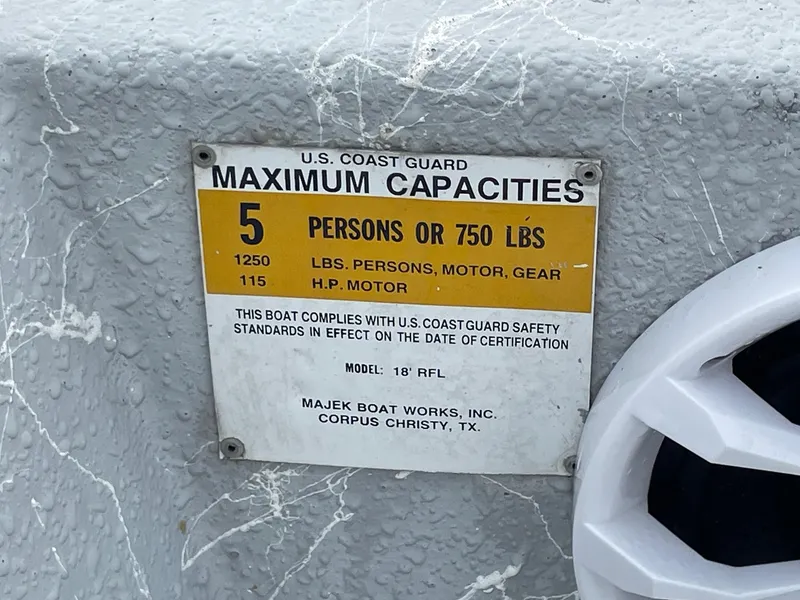 U.S. COAST GUARD
MAXIMUM CAPACITIES
5 PERSONS OR 750 LBS
1250 LBS. PERSONS, MOTOR, GEAR
115 H.P. MOTOR
THIS BOAT COMPLIES WITH U.S. COAST GUARD SAFETY
STANDARDS IN EFFECT ON THE DATE OF CERTIFICATION
MODEL: 18' RFL
MAJEK BOAT WORKS, INC.
CORPUS CHRISTY, TX.